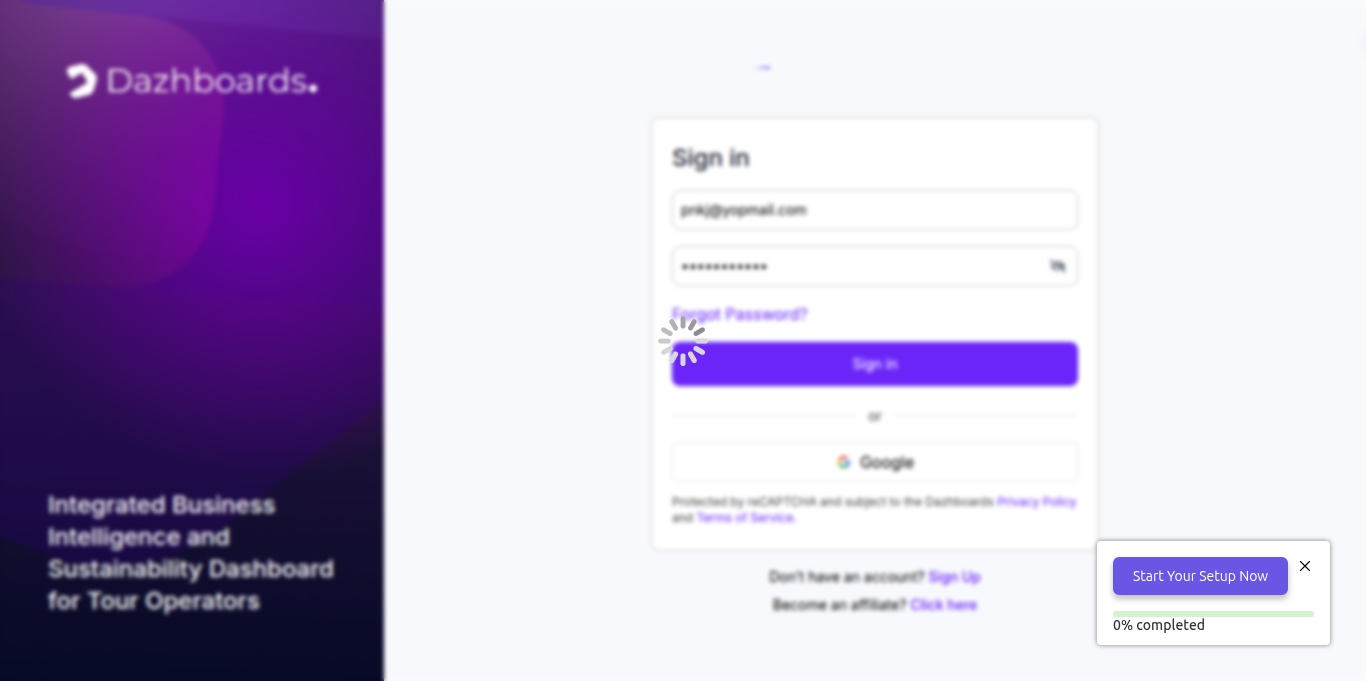 Dazhboards.
Integrated Business
Intelligence and
Sustainability Dashboard
for Tour Operators
Sign in
pnkj@yopmail.com
•••••••••••
Forgot Password?
Sign in
or
Google
Protected by reCAPTCHA and subject to the Dazhboards Privacy Policy
and Terms of Service.
Don't have an account? Sign Up
Become an affiliate? Click here
Start Your Setup Now
0% completed